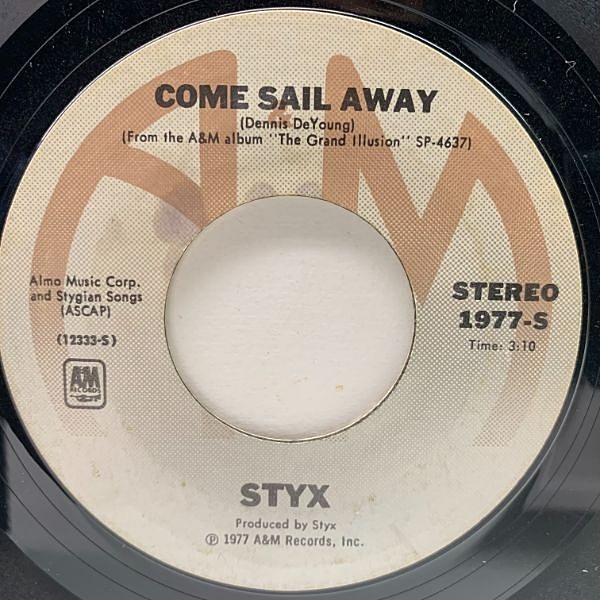 COME SAIL AWAY
(Dennis DeYoung)
(From the A&M album "The Grand Illusion" SP-4637)
Almo Music Corp.
and Stygian Songs
(ASCAP)
(12333-S)
A&M
RECORDS
STEREO
1977-S
Time: 3:10
STYX
Produced by Styx
℗ 1977 A&M Records, Inc.